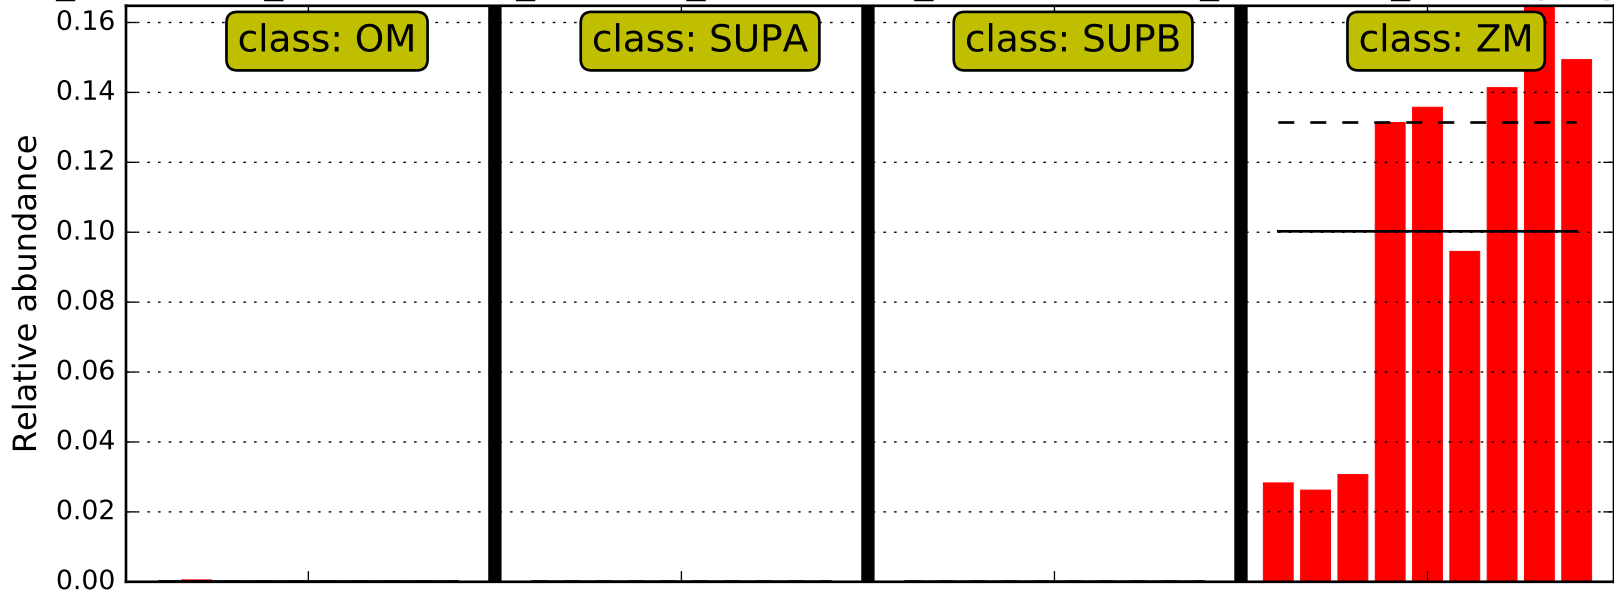 class: OM
class: SUPA
class: SUPB
class: ZM
Relative abundance
0.16
0.14
0.12
0.10
0.08
0.06
0.04
0.02
0.00